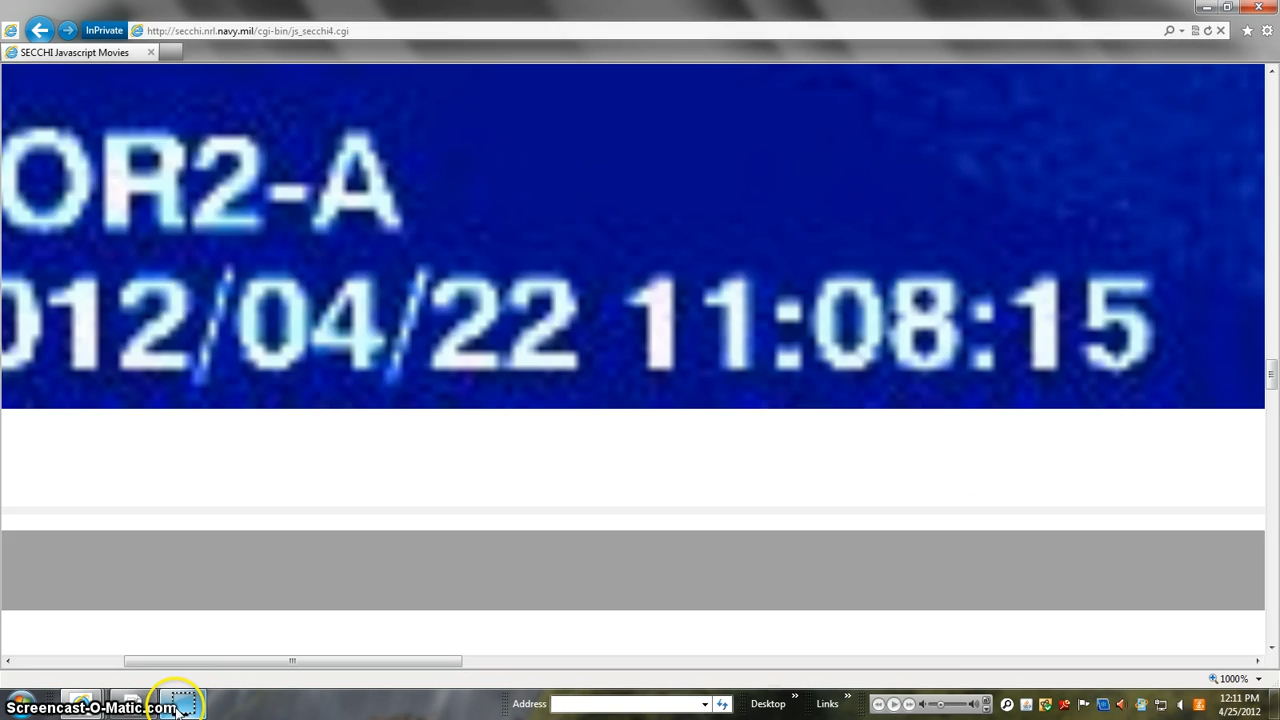 InPrivate
http://secchi.nrl.navy.mil/cgi-bin/js_secchi4.cgi
SECCHI Javascript Movies
OR2-A
012/04/22 11:08:15
1000%
Screencast-O-Matic.com
Address
Desktop
Links
12:11 PM
4/25/2012